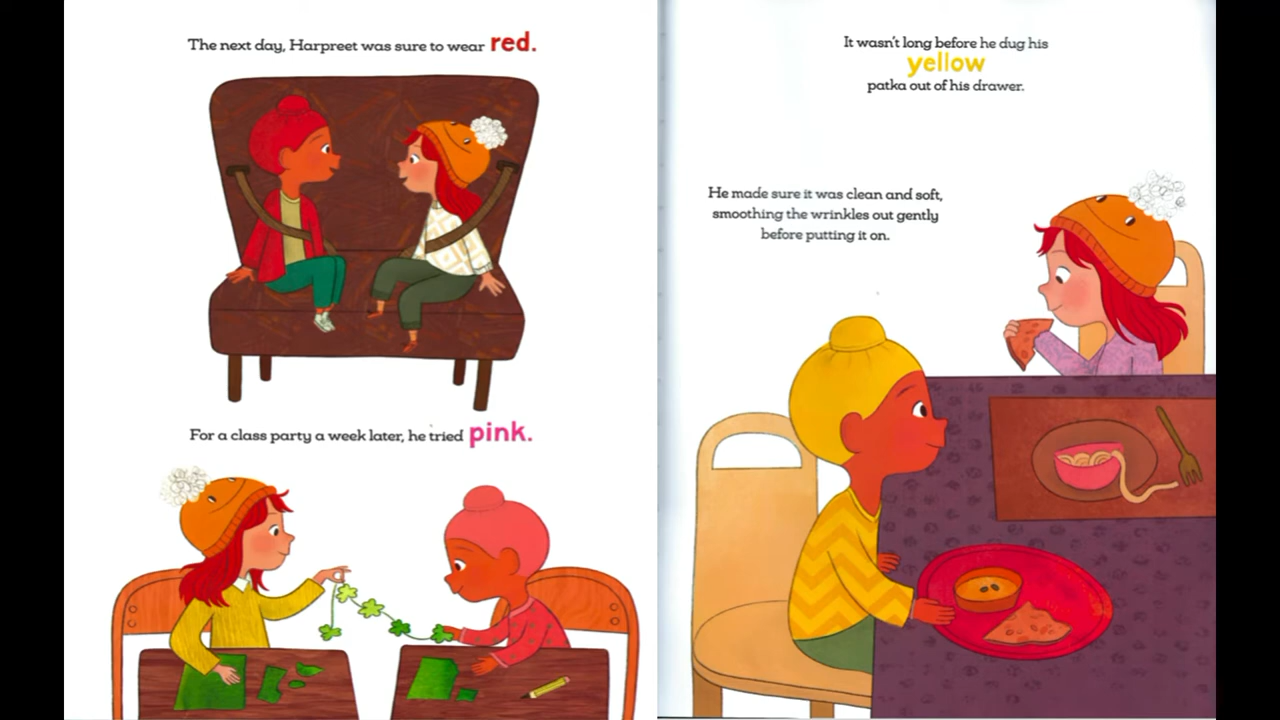 The next day, Harpreet was sure to wear red.
For a class party a week later, he tried pink.
It wasn't long before he dug his
yellow
patka out of his drawer.
He made sure it was clean and soft,
smoothing the wrinkles out gently
before putting it on.